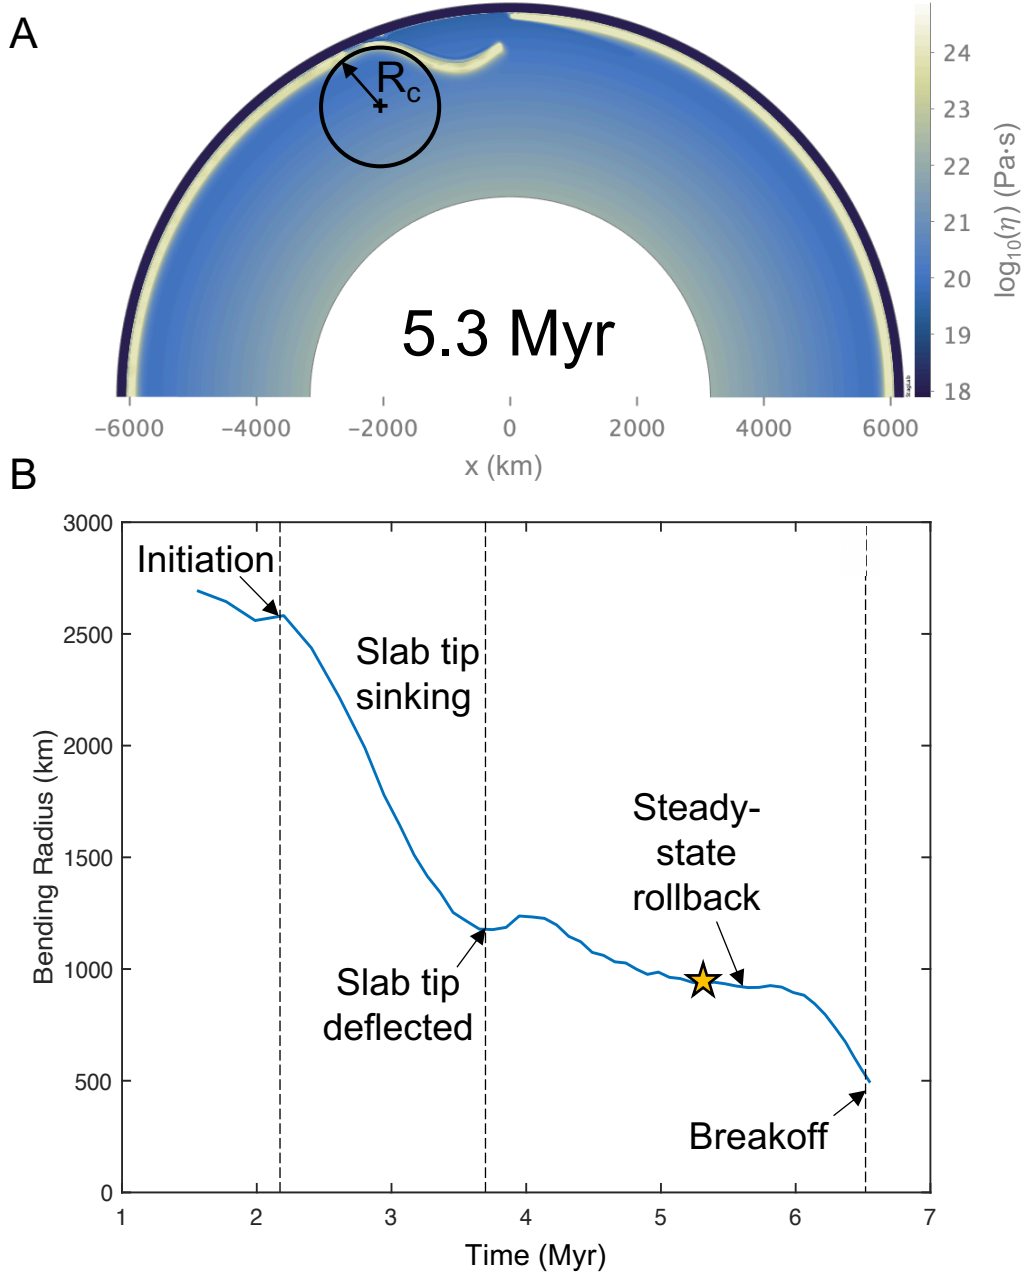 A
R_c
5.3 Myr
24
23
22
21
20
19
18
log₁₀(η) (Pa·s)
StagLab
−6000
−4000
−2000
0
2000
4000
6000
x (km)
B
3000
2500
2000
1500
1000
500
0
Bending Radius (km)
Initiation
Slab tip
sinking
Steady-
state
rollback
Slab tip
deflected
Breakoff
1
2
3
4
5
6
7
Time (Myr)